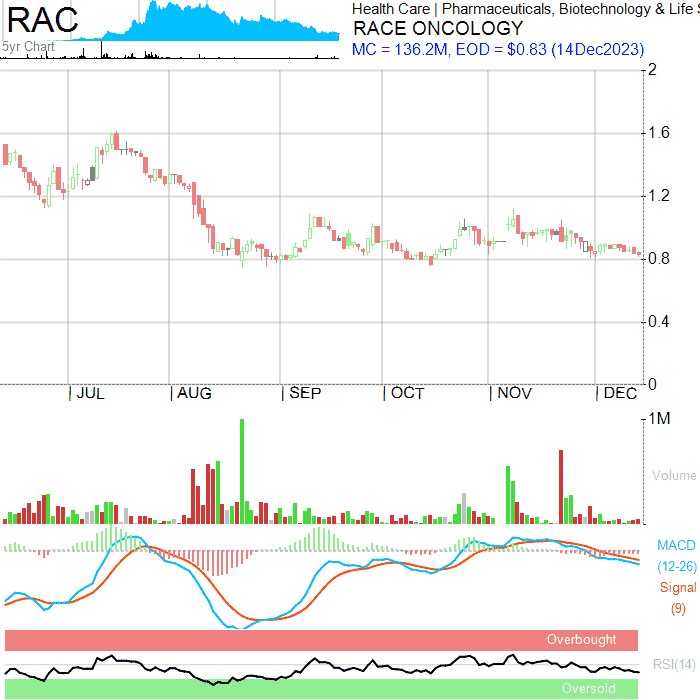 RAC
Health Care | Pharmaceuticals, Biotechnology & Life S
RACE ONCOLOGY
5yr Chart
MC = 136.2M, EOD = $0.83 (14Dec2023)
2
1.6
1.2
0.8
0.4
0
| JUL | AUG | SEP | OCT | NOV | DEC
1M
Volume
MACD
(12-26)
Signal
(9)
Overbought
RSI(14)
Oversold